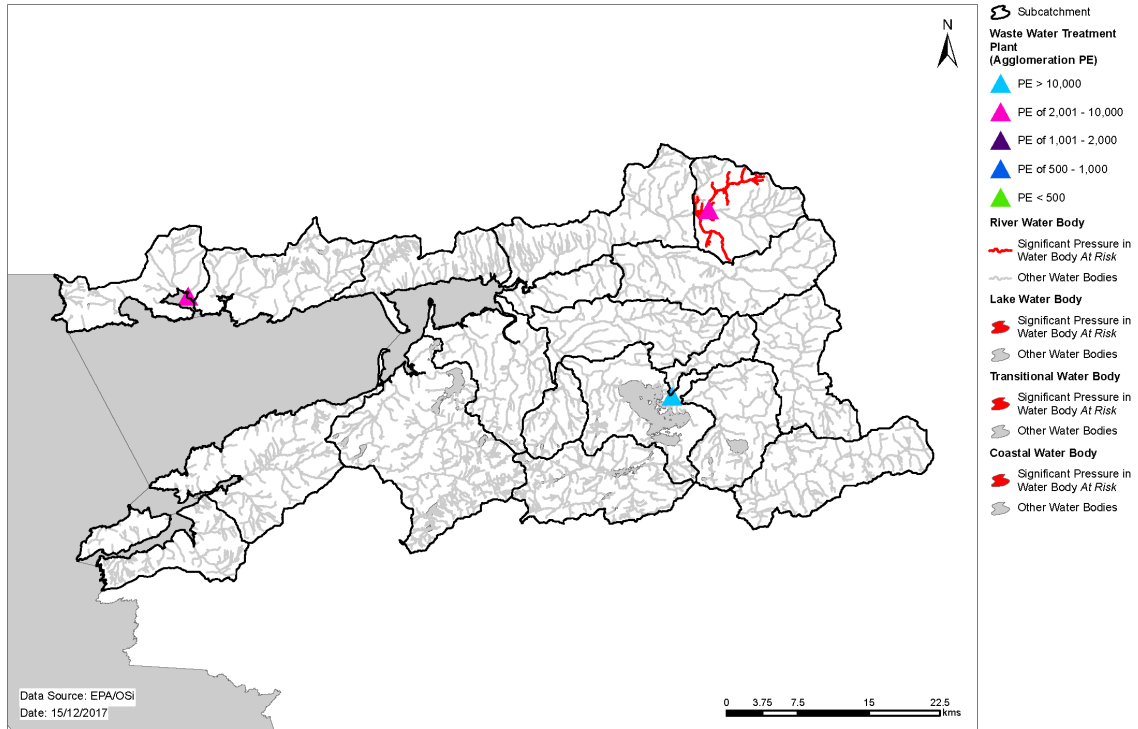 N
Data Source: EPA/OSi
Date: 15/12/2017
0 3.75 7.5 15 22.5
kms
Subcatchment
Waste Water Treatment
Plant
(Agglomeration PE)
PE > 10,000
PE of 2,001 - 10,000
PE of 1,001 - 2,000
PE of 500 - 1,000
PE < 500
River Water Body
Significant Pressure in
Water Body At Risk
Other Water Bodies
Lake Water Body
Significant Pressure in
Water Body At Risk
Other Water Bodies
Transitional Water Body
Significant Pressure in
Water Body At Risk
Other Water Bodies
Coastal Water Body
Significant Pressure in
Water Body At Risk
Other Water Bodies